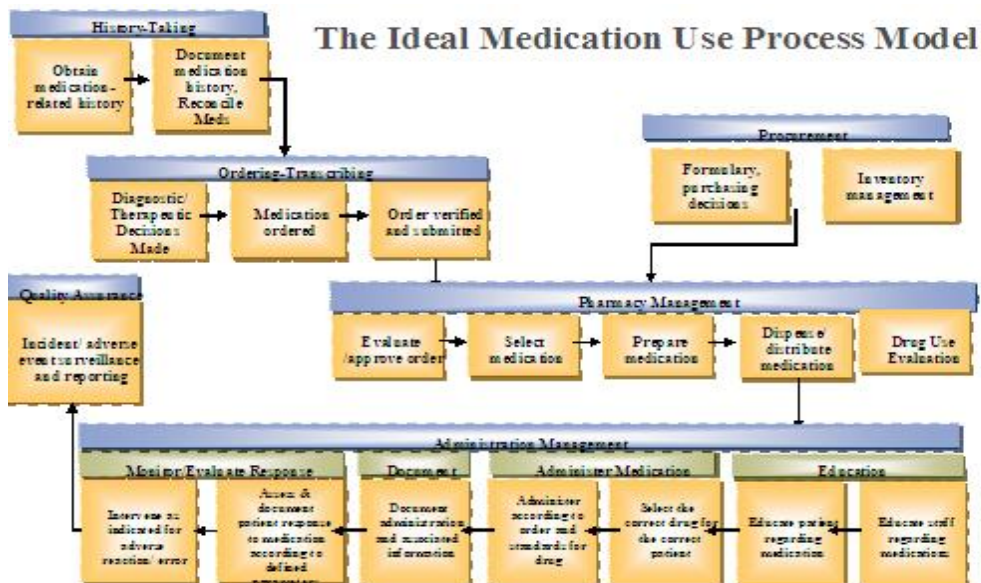 The Ideal Medication Use Process Model
History-Taking
Obtain
medication-
related history
Document
medication
history,
Reconcile
Meds
Procurement
Formulary,
purchasing
decisions
Inventory
management
Ordering-Transcribing
Diagnostic/
Therapeutic
Decisions
Made
Medication
ordered
Order verified
and submitted
Quality Assurance
Incident/ adverse
event surveillance
and reporting
Pharmacy Management
Evaluate
/approve order
Select
medication
Prepare
medication
Dispense/
distribute
medication
Drug Use
Evaluation
Administration Management
Monitor/Evaluate Response
Document
Administer Medication
Education
Intervene as
indicated for
adverse
reaction/ error
Assess &
document
patient response
to medication
according to
defined
Document
administration
and associated
information
Administer
according to
order and
standards for
drug
Select the
correct drug for
the correct
patient
Educate patient
regarding
medication
Educate staff
regarding
medications